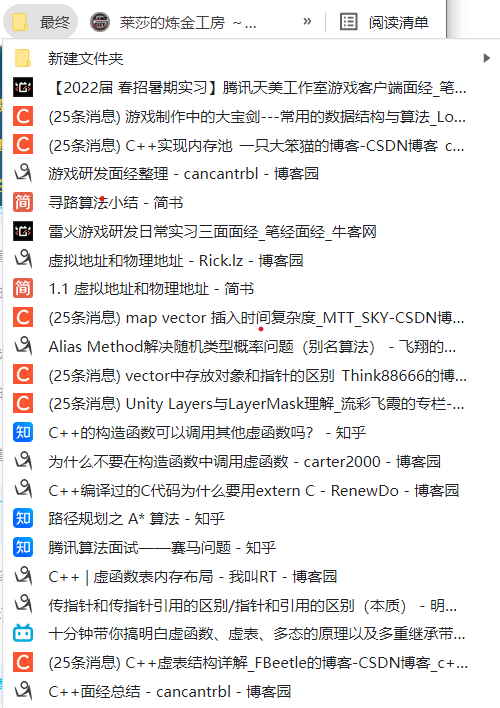 最终 莱莎的炼金工房 ～... » 阅读清单
新建文件夹
【2022届 春招暑期实习】腾讯天美工作室游戏客户端面经_笔...
(25条消息) 游戏制作中的大宝剑---常用的数据结构与算法_Lo...
(25条消息) C++实现内存池 一只大笨猫的博客-CSDN博客 c...
游戏研发面经整理 - cancantrbl - 博客园
寻路算法小结 - 简书
雷火游戏研发日常实习三面面经_笔经面经_牛客网
虚拟地址和物理地址 - Rick.lz - 博客园
1.1 虚拟地址和物理地址 - 简书
(25条消息) map vector 插入时间复杂度_MTT_SKY-CSDN博...
Alias Method解决随机类型概率问题（别名算法） - 飞翔的...
(25条消息) vector中存放对象和指针的区别 Think88666的博...
(25条消息) Unity Layers与LayerMask理解_流彩飞霞的专栏-...
C++的构造函数可以调用其他虚函数吗？ - 知乎
为什么不要在构造函数中调用虚函数 - carter2000 - 博客园
C++编译过的C代码为什么要用extern C - RenewDo - 博客园
路径规划之 A* 算法 - 知乎
腾讯算法面试——赛马问题 - 知乎
C++ | 虚函数表内存布局 - 我叫RT - 博客园
传指针和传指针引用的区别/指针和引用的区别（本质） - 明...
十分钟带你搞明白虚函数、虚表、多态的原理以及多重继承带...
(25条消息) C++虚表结构详解_FBeetle的博客-CSDN博客_c+...
C++面经总结 - cancantrbl - 博客园